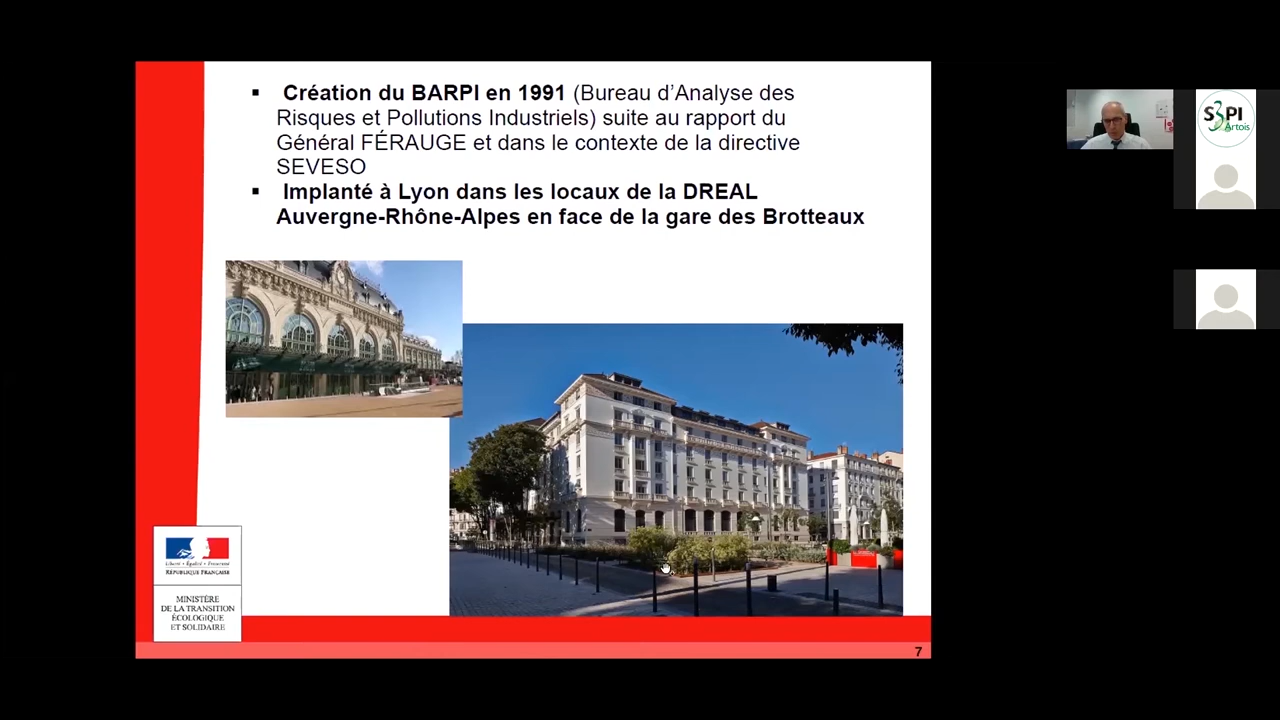 ▪ Création du BARPI en 1991 (Bureau d'Analyse des
Risques et Pollutions Industriels) suite au rapport du
Général FÉRAUGE et dans le contexte de la directive
SEVESO
▪ Implanté à Lyon dans les locaux de la DREAL
Auvergne-Rhône-Alpes en face de la gare des Brotteaux
Liberté • Égalité • Fraternité
RÉPUBLIQUE FRANÇAISE
MINISTÈRE
DE LA TRANSITION
ÉCOLOGIQUE
ET SOLIDAIRE
7
S3PI
Artois